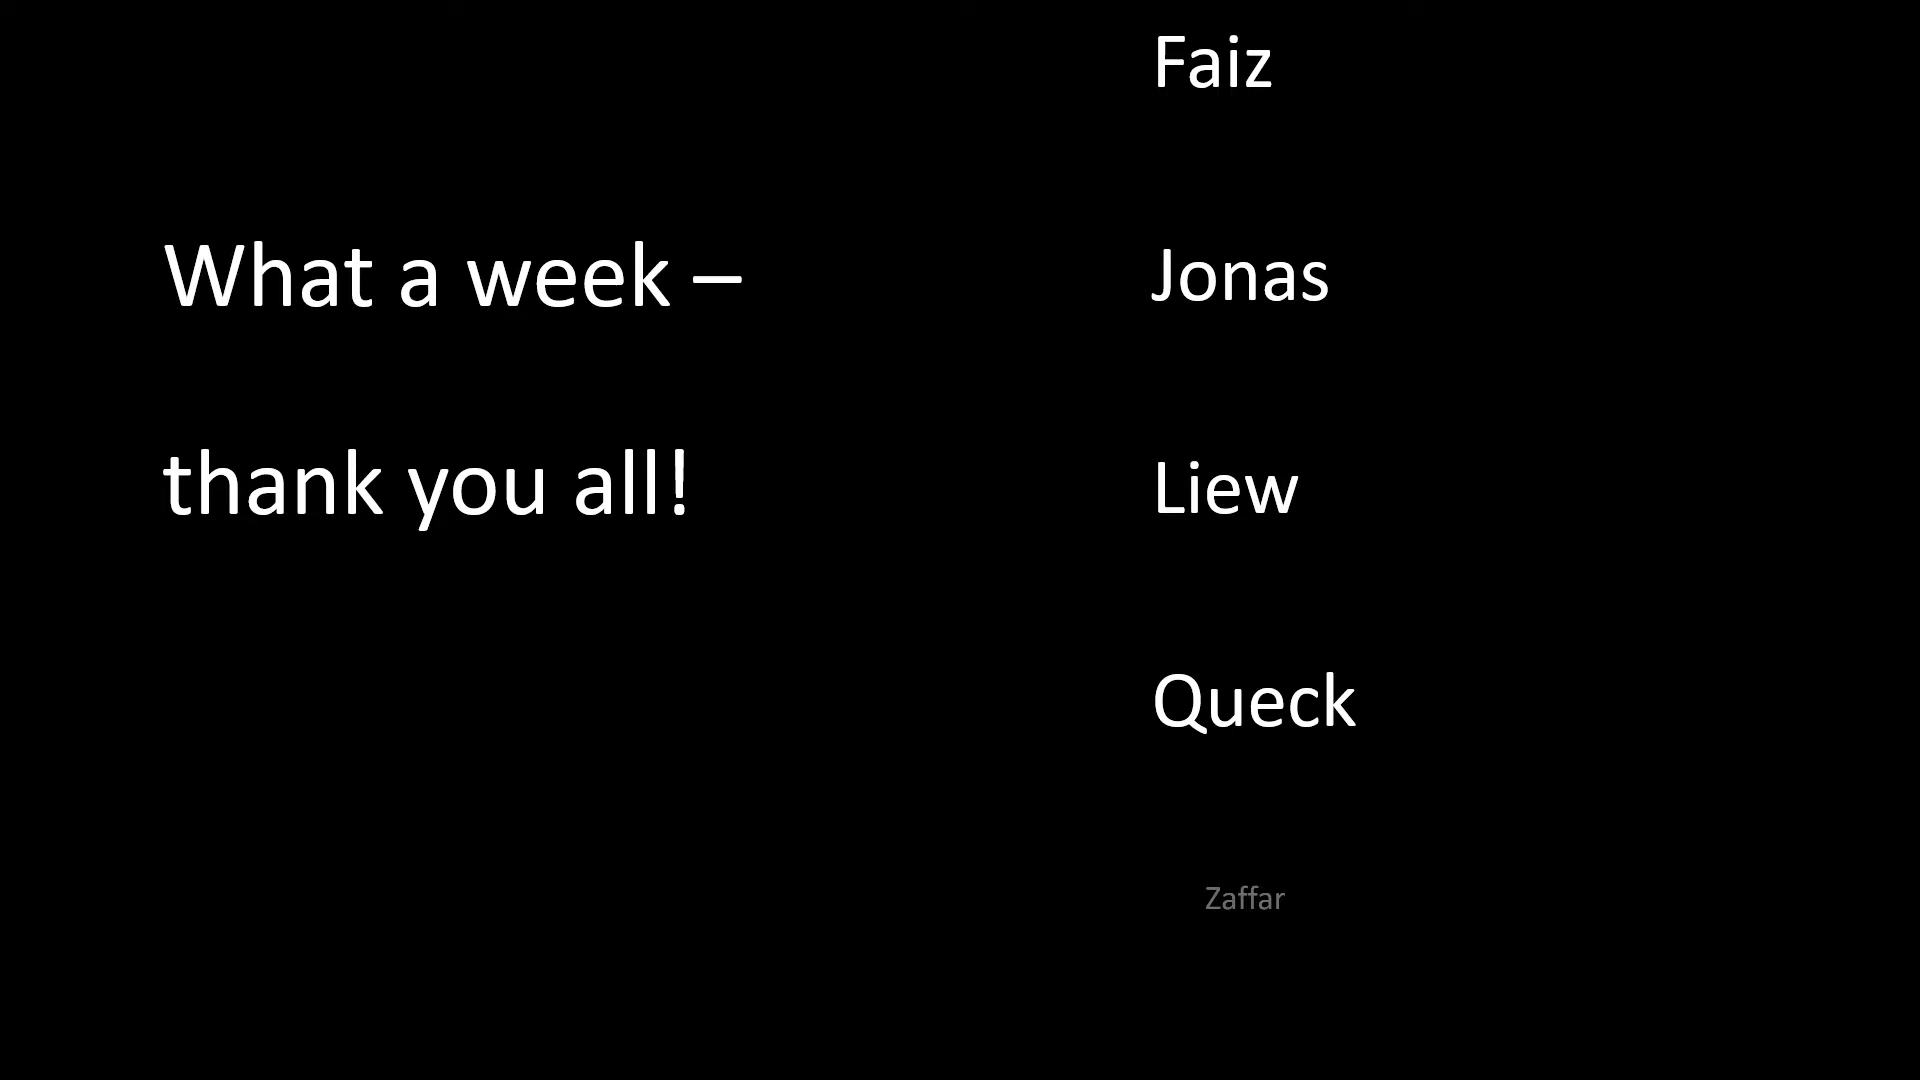 What a week –
thank you all!
Faiz
Jonas
Liew
Queck
Zaffar